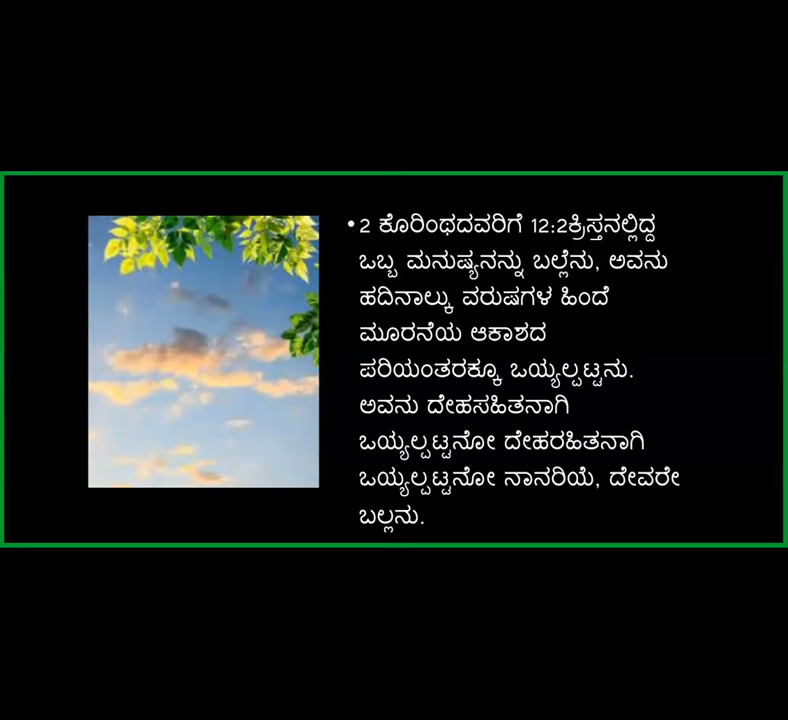 • 2 ಕೊರಿಂಥದವರಿಗೆ 12:2ಕ್ರಿಸ್ತನಲ್ಲಿದ್ದ
ಒಬ್ಬ ಮನುಷ್ಯನನ್ನು ಬಲ್ಲೆನು, ಅವನು
ಹದಿನಾಲ್ಕು ವರುಷಗಳ ಹಿಂದೆ
ಮೂರನೆಯ ಆಕಾಶದ
ಪರಿಯಂತರಕ್ಕೂ ಒಯ್ಯಲ್ಪಟ್ಟನು.
ಅವನು ದೇಹಸಹಿತನಾಗಿ
ಒಯ್ಯಲ್ಪಟ್ಟನೋ ದೇಹರಹಿತನಾಗಿ
ಒಯ್ಯಲ್ಪಟ್ಟನೋ ನಾನರಿಯೆ, ದೇವರೇ
ಬಲ್ಲನು.